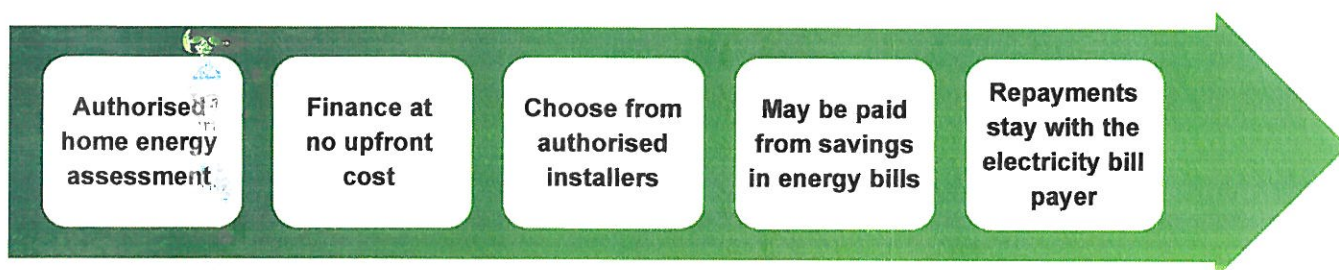 Authorised
home energy
assessment
Finance at
no upfront
cost
Choose from
authorised
installers
May be paid
from savings
in energy bills
Repayments
stay with the
electricity bill
payer